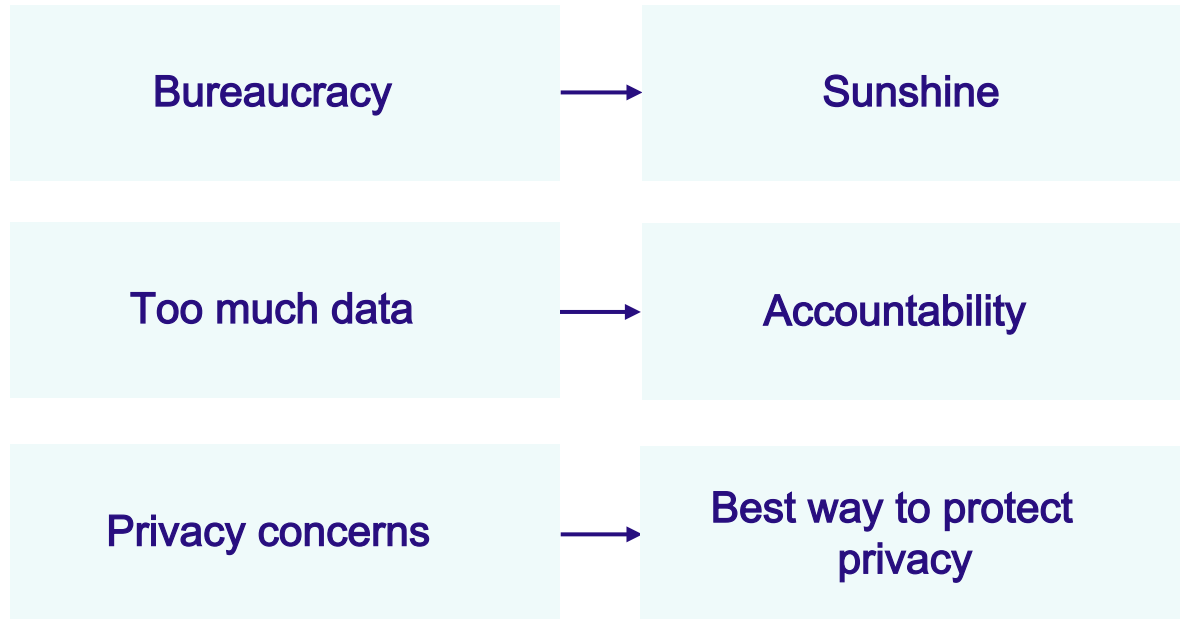 Bureaucracy
Sunshine
Too much data
Accountability
Privacy concerns
Best way to protect
privacy